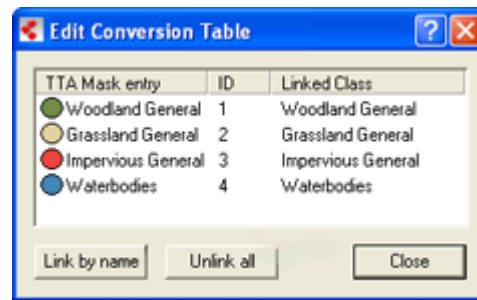 Edit Conversion Table
TTA Mask entry ID Linked Class
Woodland General 1 Woodland General
Grassland General 2 Grassland General
Impervious General 3 Impervious General
Waterbodies 4 Waterbodies
Link by name Unlink all Close